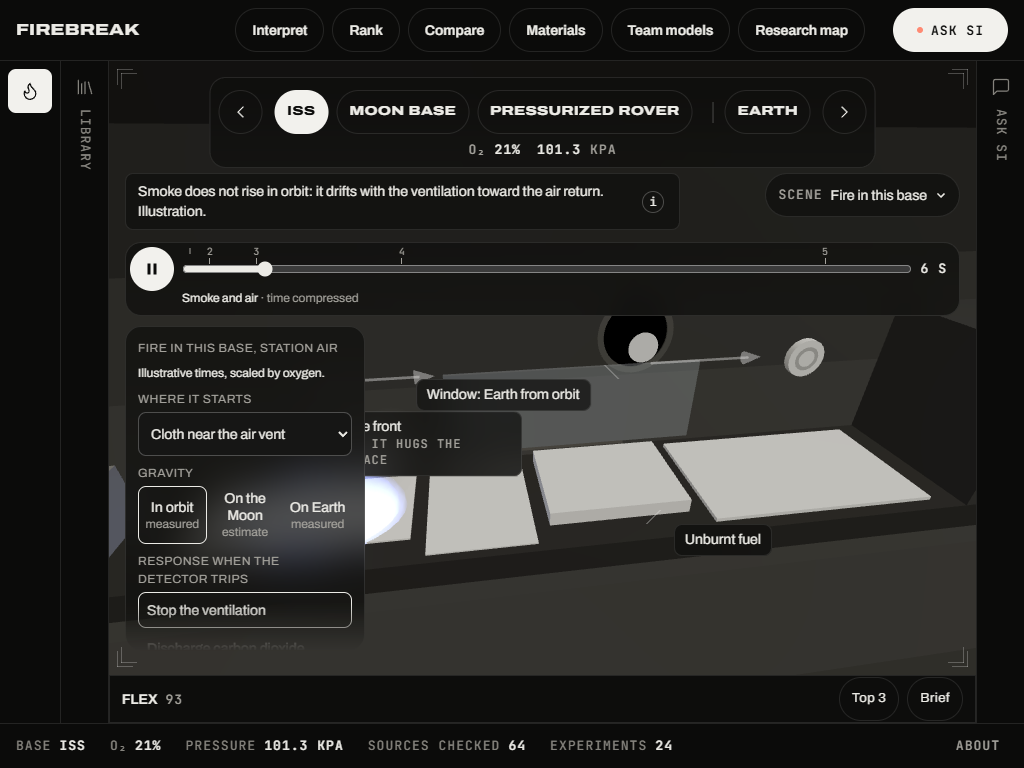 FIREBREAK
Interpret
Rank
Compare
Materials
Team models
Research map
ASK SI
LIBRARY
ISS
MOON BASE
PRESSURIZED ROVER
EARTH
O₂ 21% 101.3 KPA
Smoke does not rise in orbit: it drifts with the ventilation toward the air return.
Illustration.
i
SCENE Fire in this base
ASK SI
2 3 4 5
6 S
Smoke and air · time compressed
FIRE IN THIS BASE, STATION AIR
Illustrative times, scaled by oxygen.
WHERE IT STARTS
Cloth near the air vent
GRAVITY
In orbit
measured
On the
Moon
estimate
On Earth
measured
RESPONSE WHEN THE
DETECTOR TRIPS
Stop the ventilation
Discharge carbon dioxide
Window: Earth from orbit
front
IT HUGS THE
Unburnt fuel
FLEX 93
Top 3
Brief
BASE ISS O₂ 21% PRESSURE 101.3 KPA SOURCES CHECKED 64 EXPERIMENTS 24
ABOUT